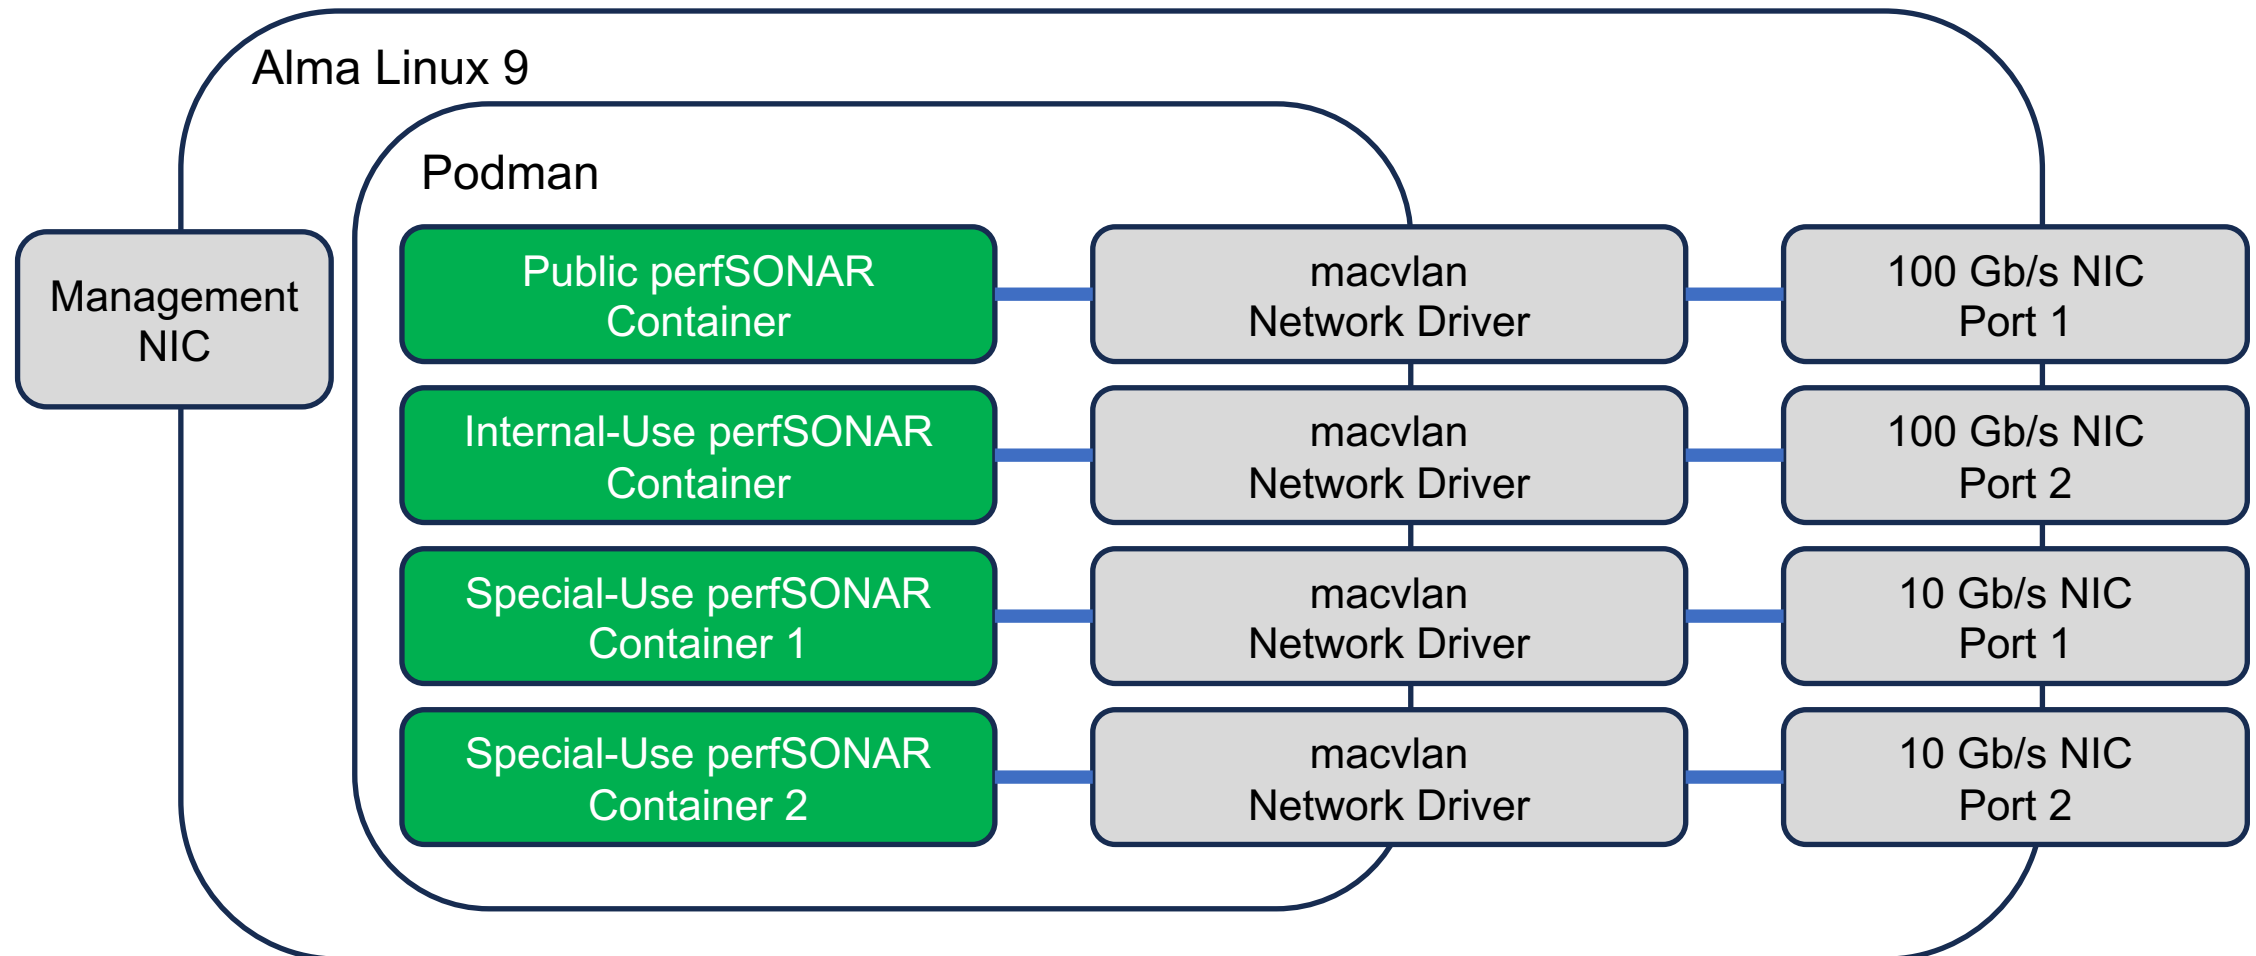 Alma Linux 9
Podman
Management
NIC
Public perfSONAR
Container
macvlan
Network Driver
100 Gb/s NIC
Port 1
Internal-Use perfSONAR
Container
macvlan
Network Driver
100 Gb/s NIC
Port 2
Special-Use perfSONAR
Container 1
macvlan
Network Driver
10 Gb/s NIC
Port 1
Special-Use perfSONAR
Container 2
macvlan
Network Driver
10 Gb/s NIC
Port 2